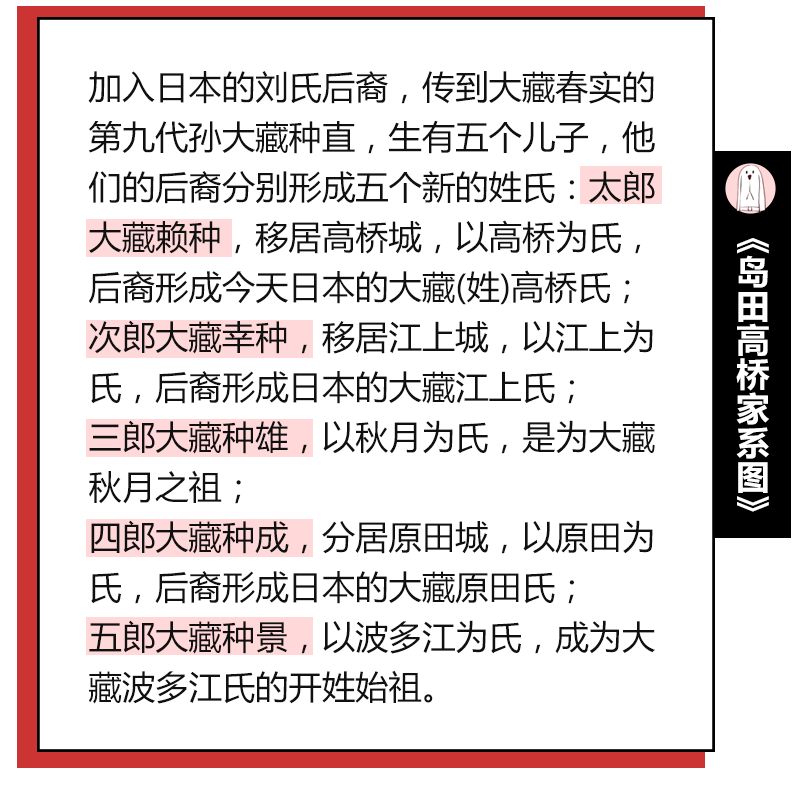 加入日本的刘氏后裔，传到大藏春实的
第九代孙大藏种直，生有五个儿子，他
们的后裔分别形成五个新的姓氏：太郎
大藏赖种，移居高桥城，以高桥为氏，
后裔形成今天日本的大藏(姓)高桥氏；
次郎大藏幸种，移居江上城，以江上为
氏，后裔形成日本的大藏江上氏；
三郎大藏种雄，以秋月为氏，是为大藏
秋月之祖；
四郎大藏种成，分居原田城，以原田为
氏，后裔形成日本的大藏原田氏；
五郎大藏种景，以波多江为氏，成为大
藏波多江氏的开姓始祖。
《岛田高桥家系图》